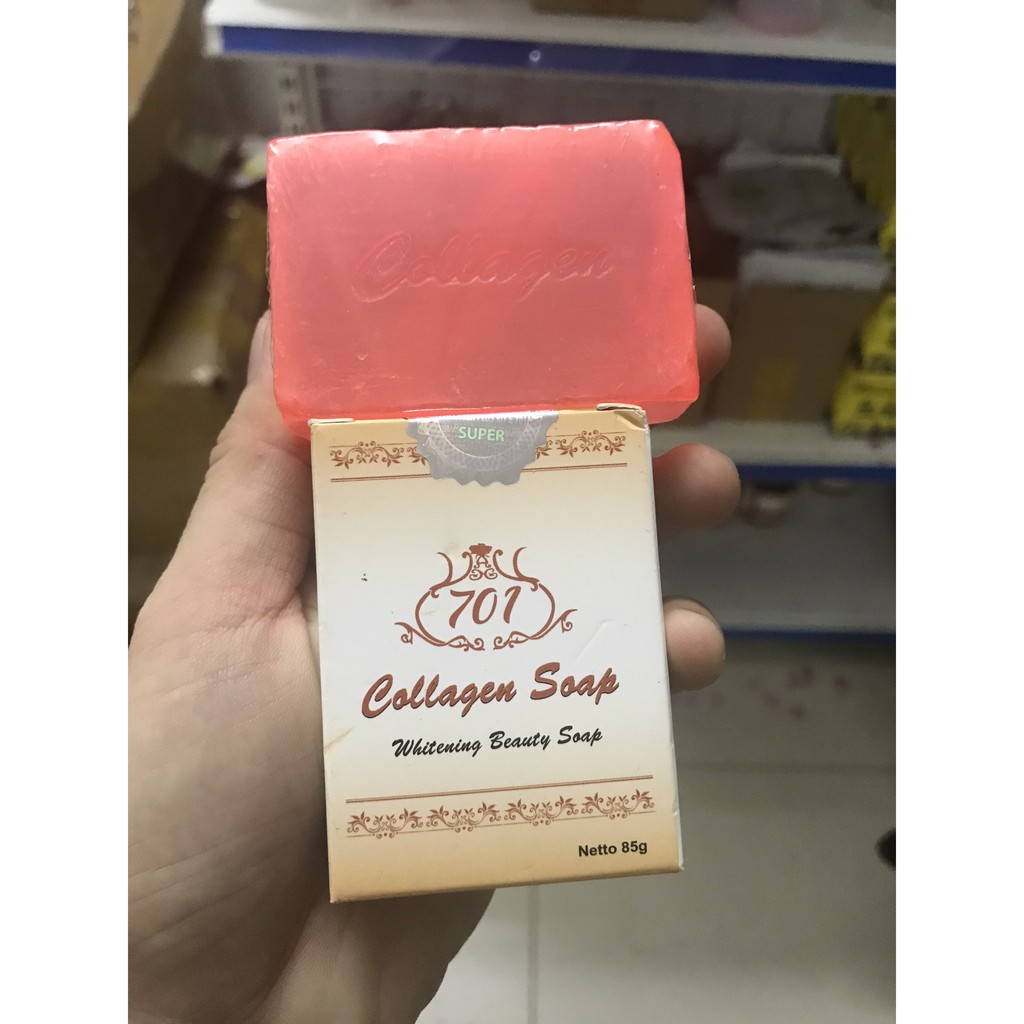 Collagen
SUPER
A
701
Collagen Soap
Whitening Beauty Soap
Netto 85g